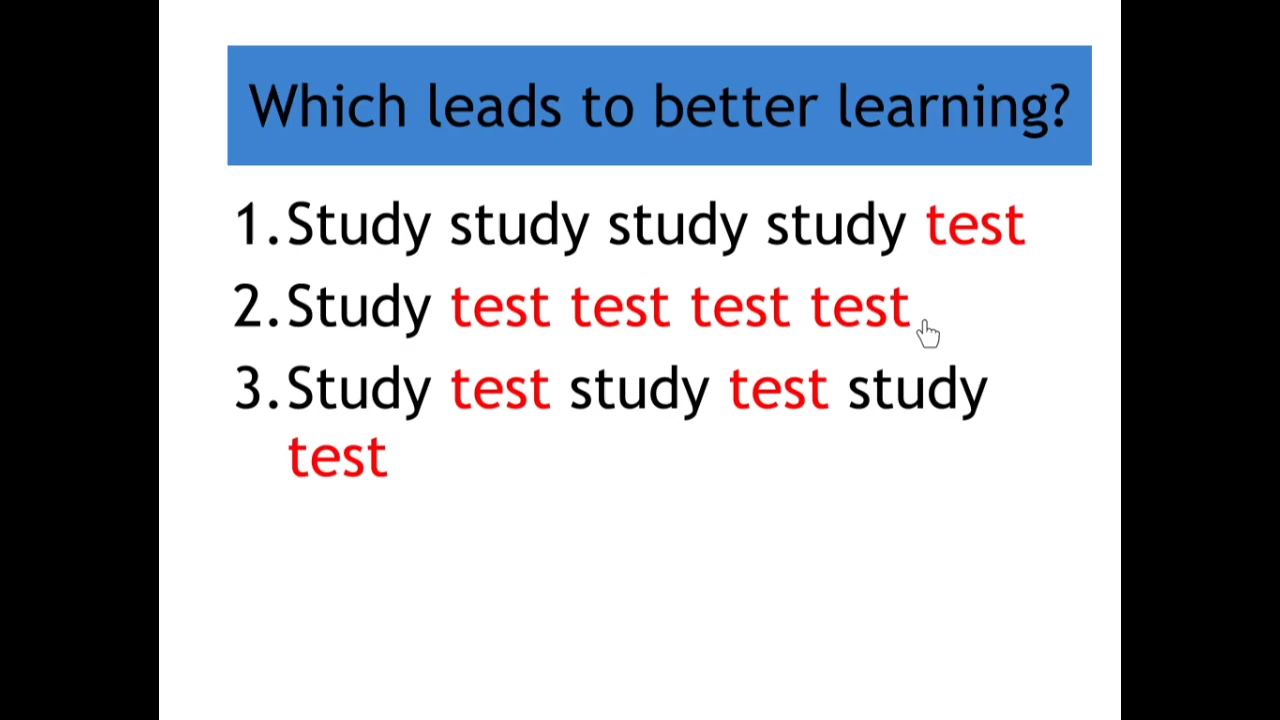 Which leads to better learning?
1.Study study study study test
2.Study test test test test
3.Study test study test study
test